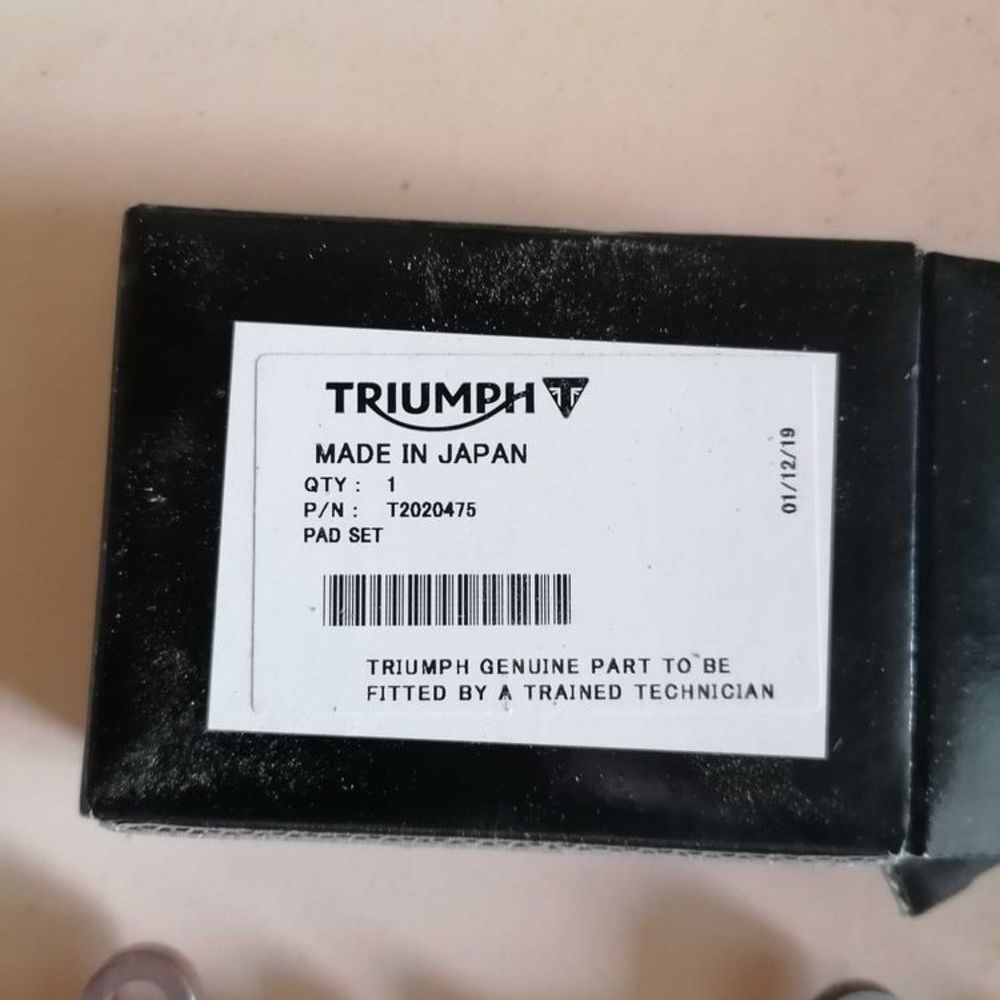 TRIUMPH
MADE IN JAPAN
QTY : 1
P/N : T2020475
PAD SET
TRIUMPH GENUINE PART TO BE
FITTED BY A TRAINED TECHNICIAN
01/12/19